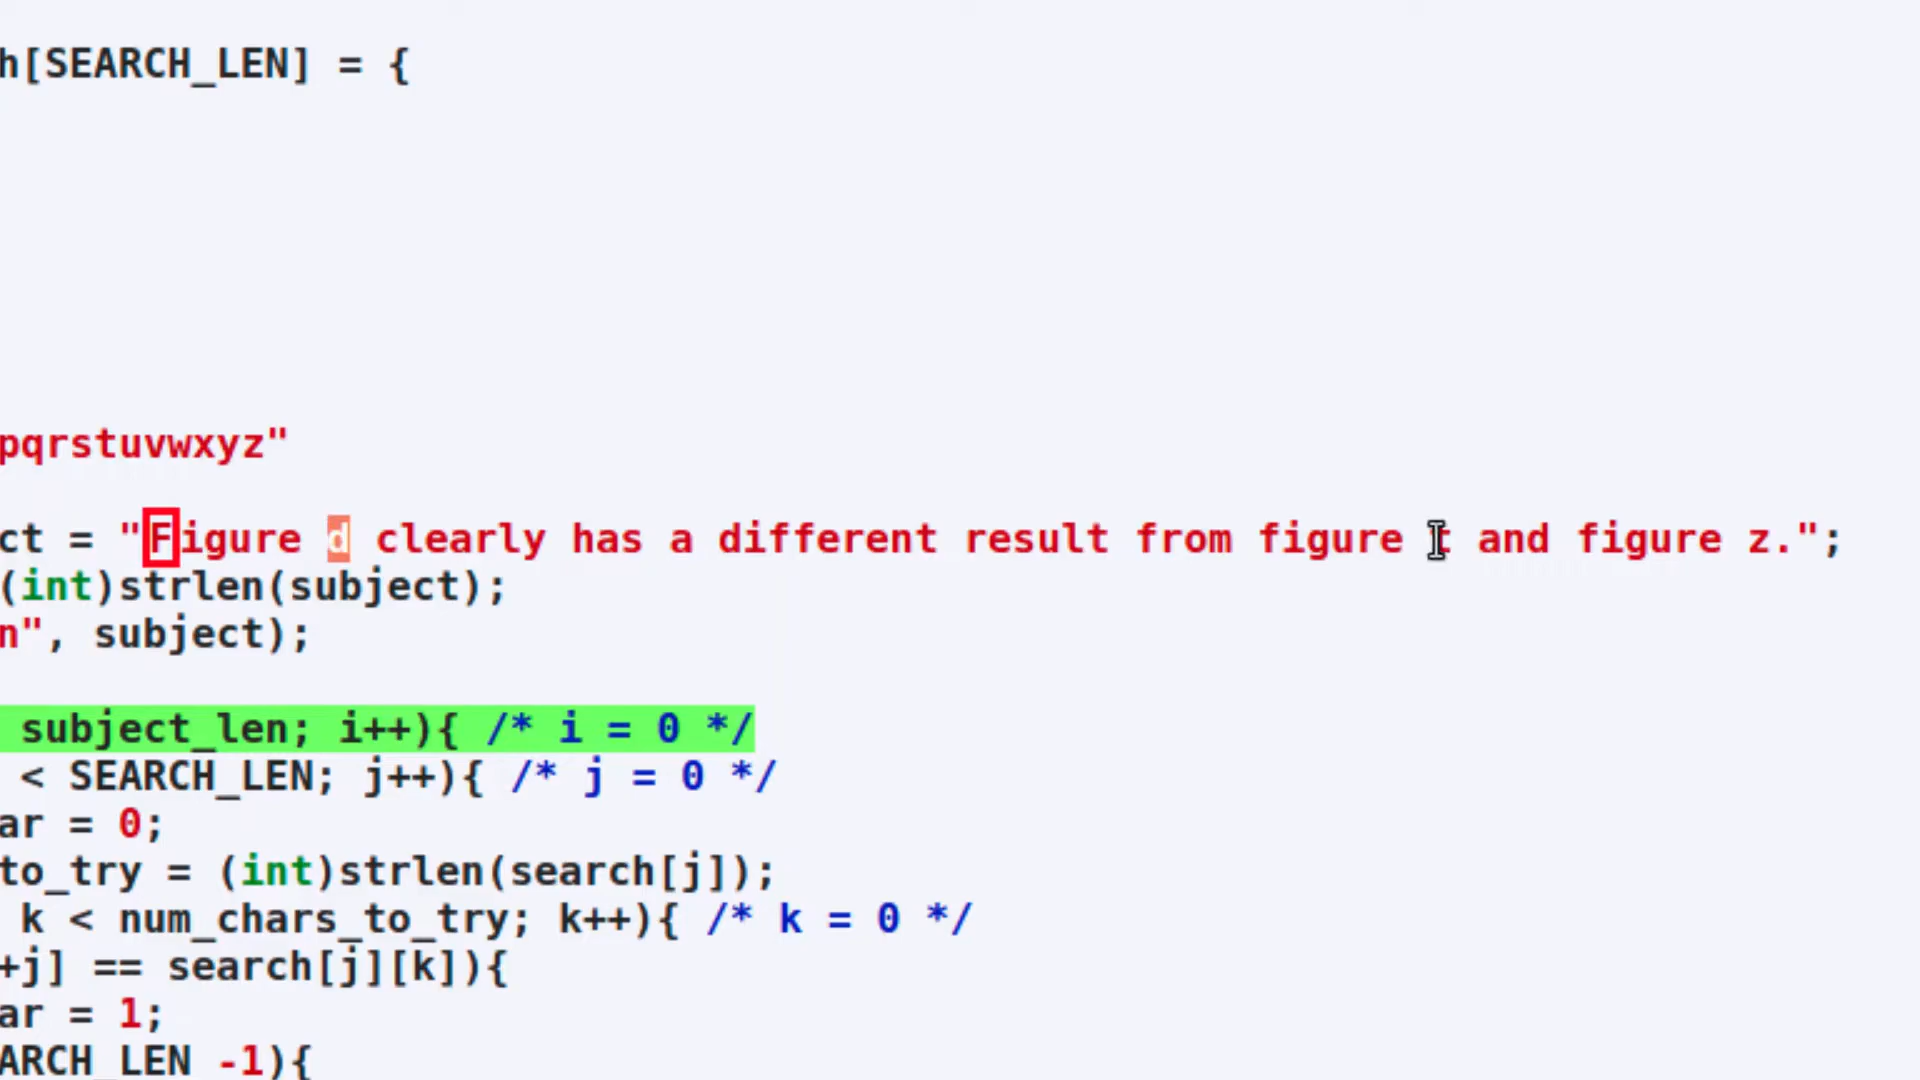 h[SEARCH_LEN] = {
pqrstuvwxyz"
ct = "Figure d clearly has a different result from figure and figure z.";
(int)strlen(subject);
n", subject);
subject_len; i++){ /* i = 0 */
< SEARCH_LEN; j++){ /* j = 0 */
ar = 0;
to_try = (int)strlen(search[j]);
k < num_chars_to_try; k++){ /* k = 0 */
+j] == search[j][k]){
ar = 1;
ARCH_LEN -1){